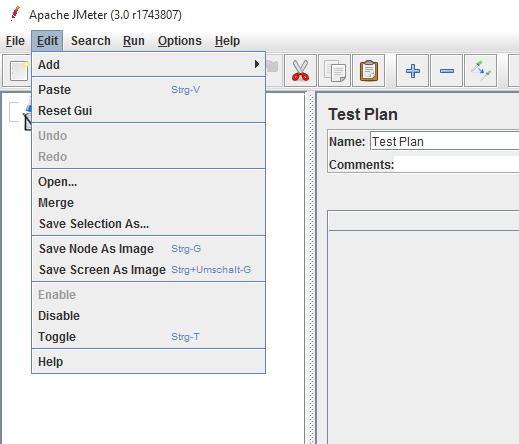 Apache JMeter (3.0 r1743807)
File Edit Search Run Options Help
Add
Paste Strg-V
Reset Gui
Undo
Redo
Open...
Merge
Save Selection As...
Save Node As Image Strg-G
Save Screen As Image Strg+Umschalt-G
Enable
Disable
Toggle Strg-T
Help
Test Plan
Name: Test Plan
Comments: